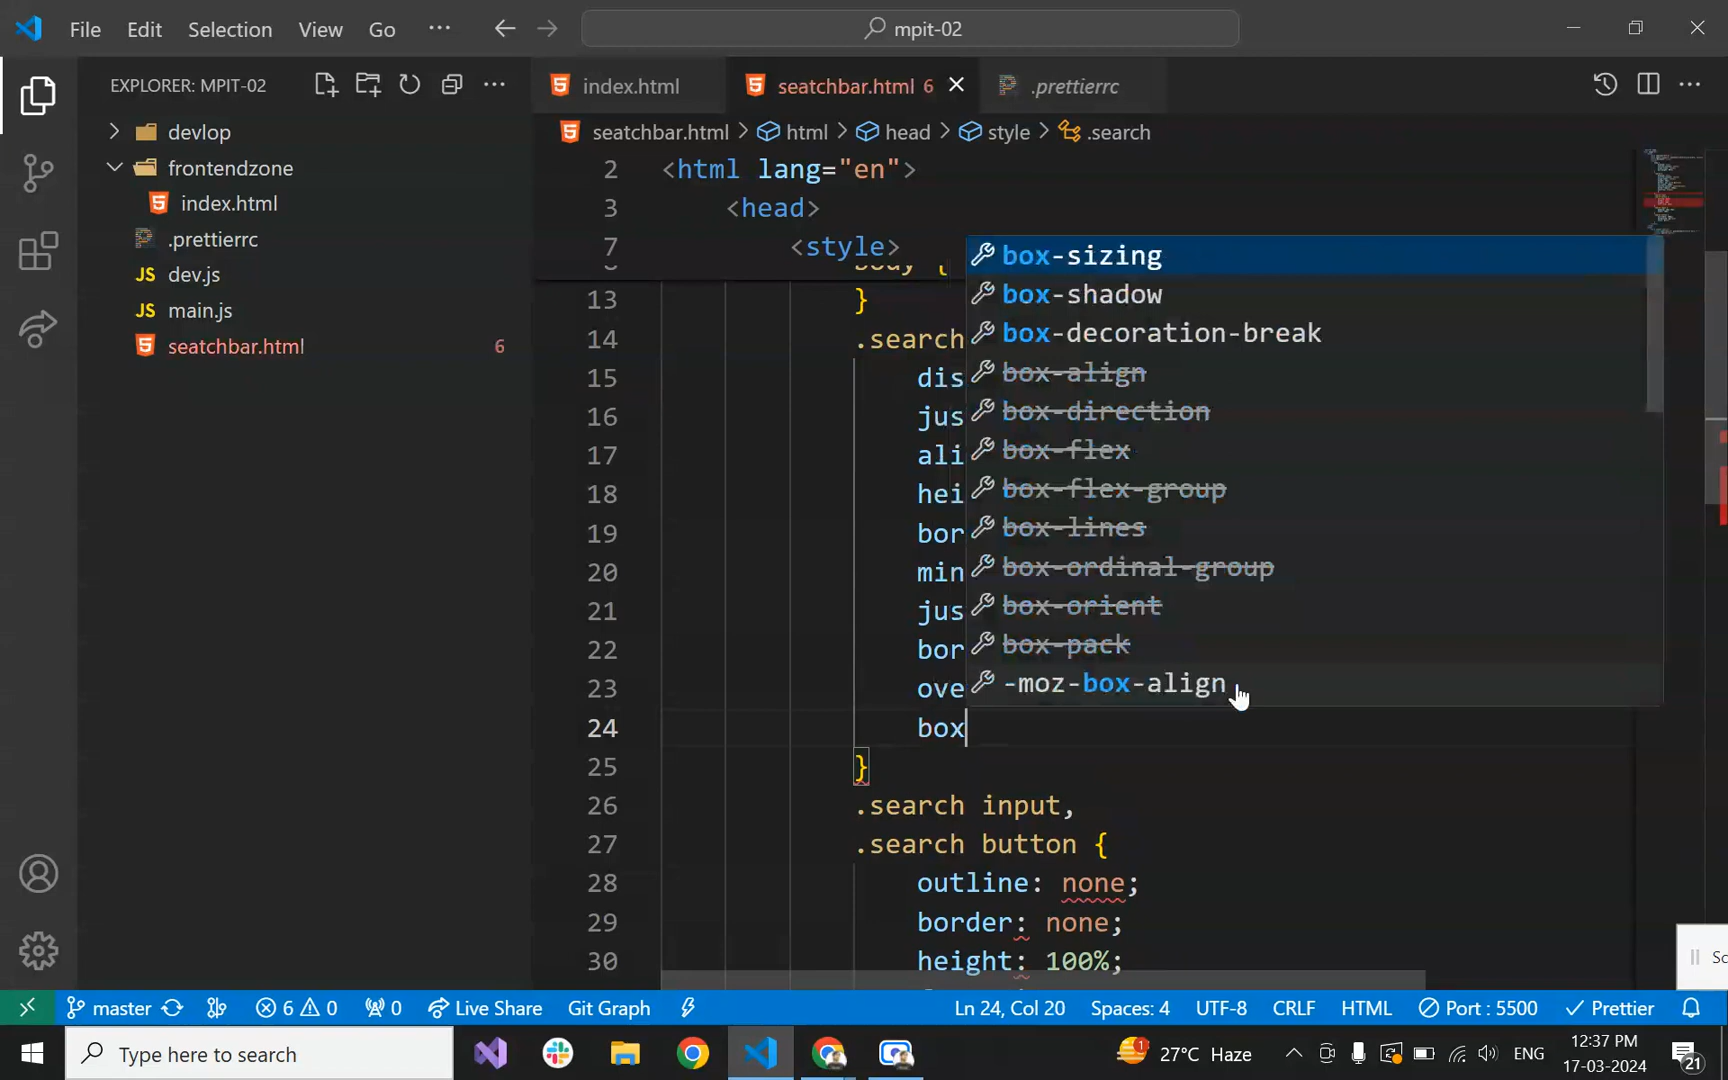 File Edit Selection View Go ··· mpit-02
EXPLORER: MPIT-02
devlop
frontendzone
index.html
.prettierrc
JS dev.js
JS main.js
seatchbar.html 6
index.html seatchbar.html 6 .prettierrc
seatchbar.html > html > head > style > .search
2 <html lang="en">
3 <head>
7 <style>
body {
13 }
14 .search
15 dis
16 jus
17 ali
18 hei
19 bor
20 min
21 jus
22 bor
23 ove
24 box
25 }
26 .search input,
27 .search button {
28 outline: none;
29 border: none;
30 height: 100%;
box-sizing
box-shadow
box-decoration-break
box-align
box-direction
box-flex
box-flex-group
box-lines
box-ordinal-group
box-orient
box-pack
-moz-box-align
Sc
master 6 0 0 Live Share Git Graph Ln 24, Col 20 Spaces: 4 UTF-8 CRLF HTML Port : 5500 Prettier
Type here to search 1 27°C Haze ENG 12:37 PM
17-03-2024
21